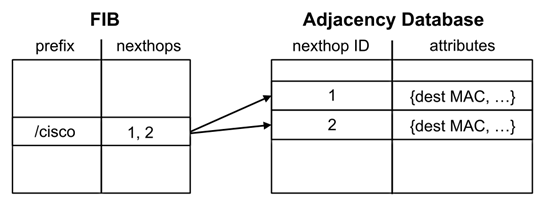 FIB
prefix nexthops
/cisco 1, 2
Adjacency Database
nexthop ID attributes
1 {dest MAC, ...}
2 {dest MAC, ...}